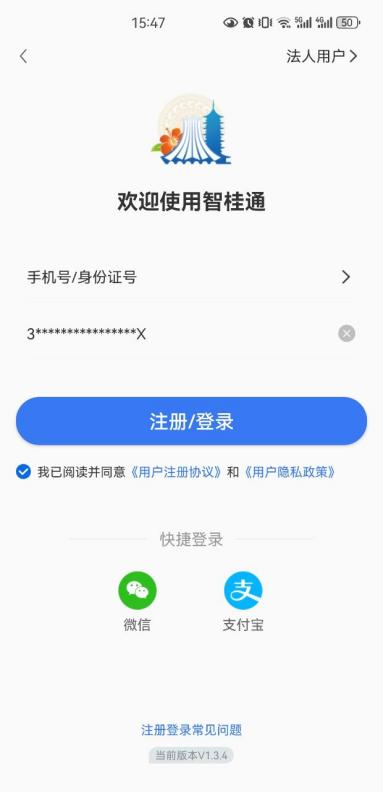 15:47 5G 4G 50
法人用户
欢迎使用智桂通
手机号/身份证号
3****************X
注册/登录
我已阅读并同意《用户注册协议》和《用户隐私政策》
快捷登录
微信
支付宝
注册登录常见问题
当前版本V1.3.4